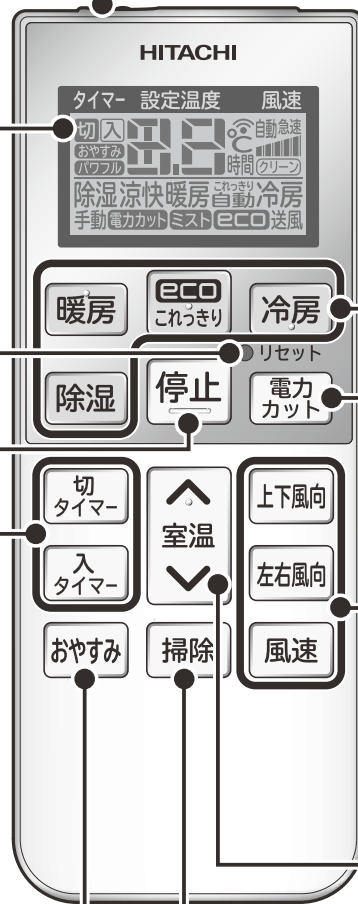 HITACHI
タイマー 設定温度 風速
切 入 8.8 ℃ 自動 急速
おやすみ
パワフル 時間 クリーン
除湿 涼快 暖房 これっきり自動 冷房
手動 電力カット ミスト eco 送風
暖房 eco これっきり 冷房
リセット
除湿 停止 電力カット
切タイマー 室温 上下風向
入タイマー 左右風向
おやすみ 掃除 風速